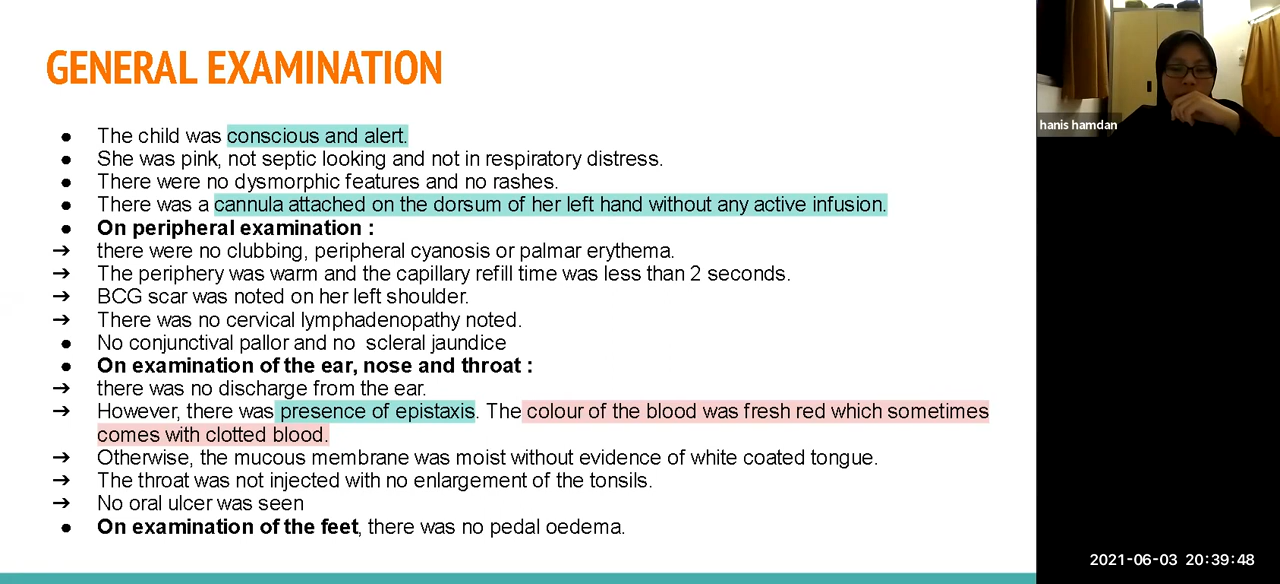 GENERAL EXAMINATION
● The child was conscious and alert.
● She was pink, not septic looking and not in respiratory distress.
● There were no dysmorphic features and no rashes.
● There was a cannula attached on the dorsum of her left hand without any active infusion.
● On peripheral examination :
➔ there were no clubbing, peripheral cyanosis or palmar erythema.
➔ The periphery was warm and the capillary refill time was less than 2 seconds.
➔ BCG scar was noted on her left shoulder.
➔ There was no cervical lymphadenopathy noted.
● No conjunctival pallor and no scleral jaundice
● On examination of the ear, nose and throat :
➔ there was no discharge from the ear.
➔ However, there was presence of epistaxis. The colour of the blood was fresh red which sometimes
comes with clotted blood.
➔ Otherwise, the mucous membrane was moist without evidence of white coated tongue.
➔ The throat was not injected with no enlargement of the tonsils.
➔ No oral ulcer was seen
● On examination of the feet, there was no pedal oedema.
hanis hamdan
2021-06-03 20:39:48